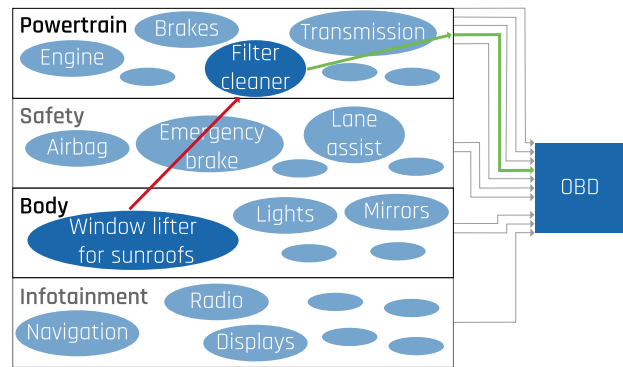 Powertrain
Brakes
Transmission
Engine
Filter
cleaner
Safety
Airbag
Emergency
brake
Lane
assist
OBD
Body
Window lifter
for sunroofs
Lights
Mirrors
Infotainment
Radio
Navigation
Displays